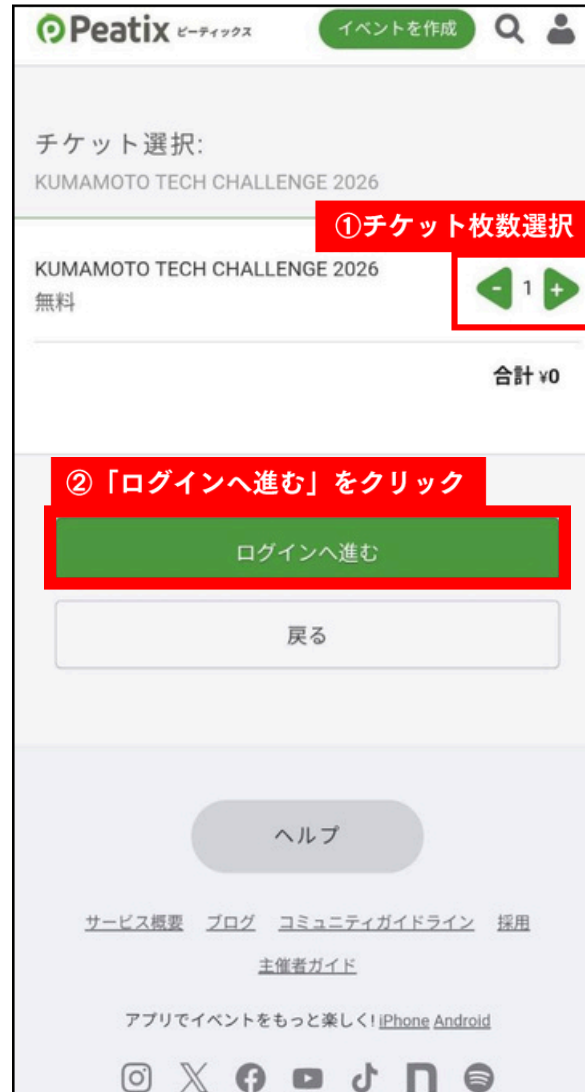 Peatix ピーティックス イベントを作成
チケット選択:
KUMAMOTO TECH CHALLENGE 2026
①チケット枚数選択
KUMAMOTO TECH CHALLENGE 2026
無料
- 1 +
合計 ¥0
②「ログインへ進む」をクリック
ログインへ進む
戻る
ヘルプ
サービス概要 ブログ コミュニティガイドライン 採用
主催者ガイド
アプリでイベントをもっと楽しく! iPhone Android